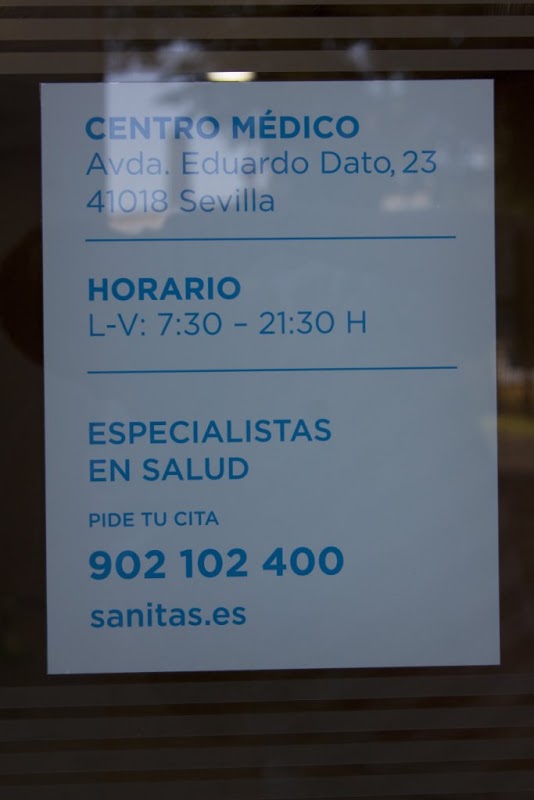 CENTRO MÉDICO
Avda. Eduardo Dato, 23
41018 Sevilla
HORARIO
L-V: 7:30 – 21:30 H
ESPECIALISTAS
EN SALUD
PIDE TU CITA
902 102 400
sanitas.es